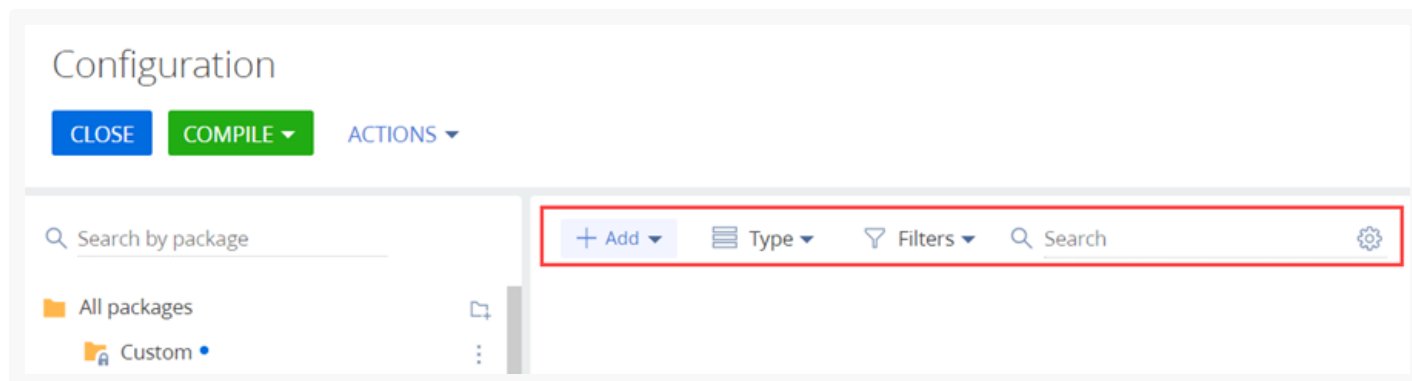 Configuration
CLOSE COMPILE ACTIONS
Search by package
Add Type Filters Search
All packages
Custom